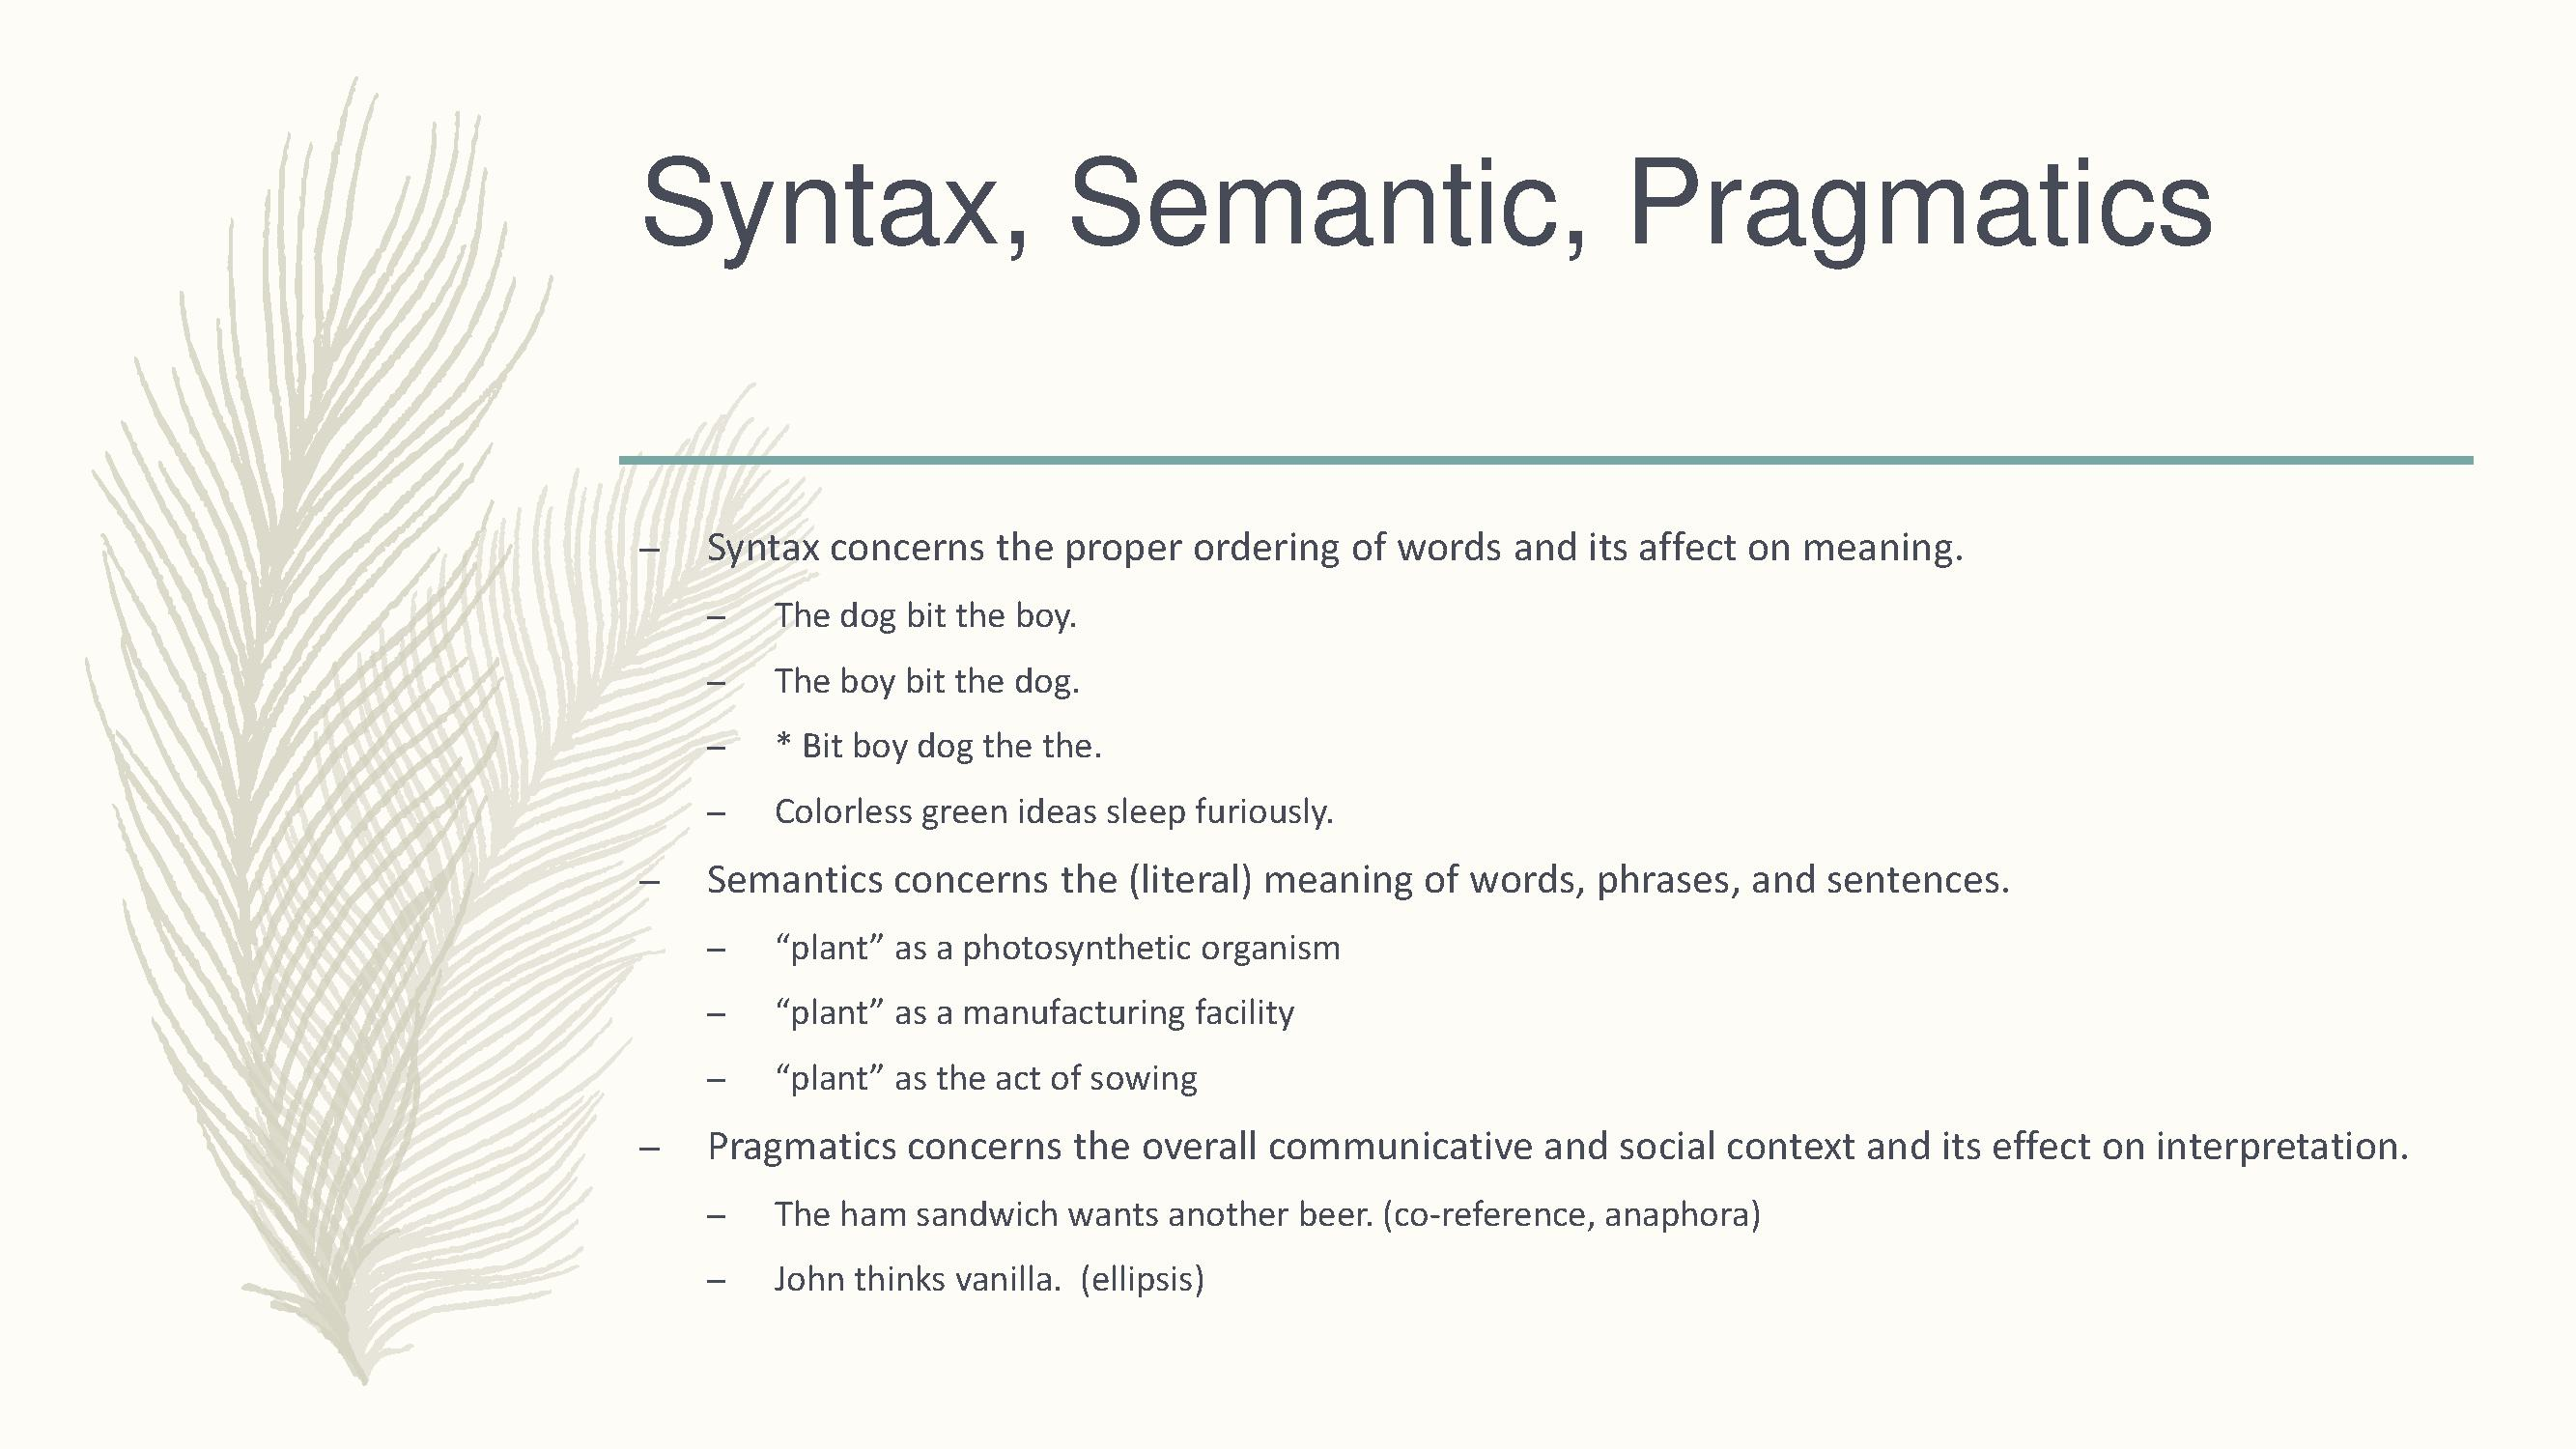 Syntax, Semantic, Pragmatics
– Syntax concerns the proper ordering of words and its affect on meaning.
– The dog bit the boy.
– The boy bit the dog.
– * Bit boy dog the the.
– Colorless green ideas sleep furiously.
– Semantics concerns the (literal) meaning of words, phrases, and sentences.
– “plant” as a photosynthetic organism
– “plant” as a manufacturing facility
– “plant” as the act of sowing
– Pragmatics concerns the overall communicative and social context and its effect on interpretation.
– The ham sandwich wants another beer. (co-reference, anaphora)
– John thinks vanilla.  (ellipsis)